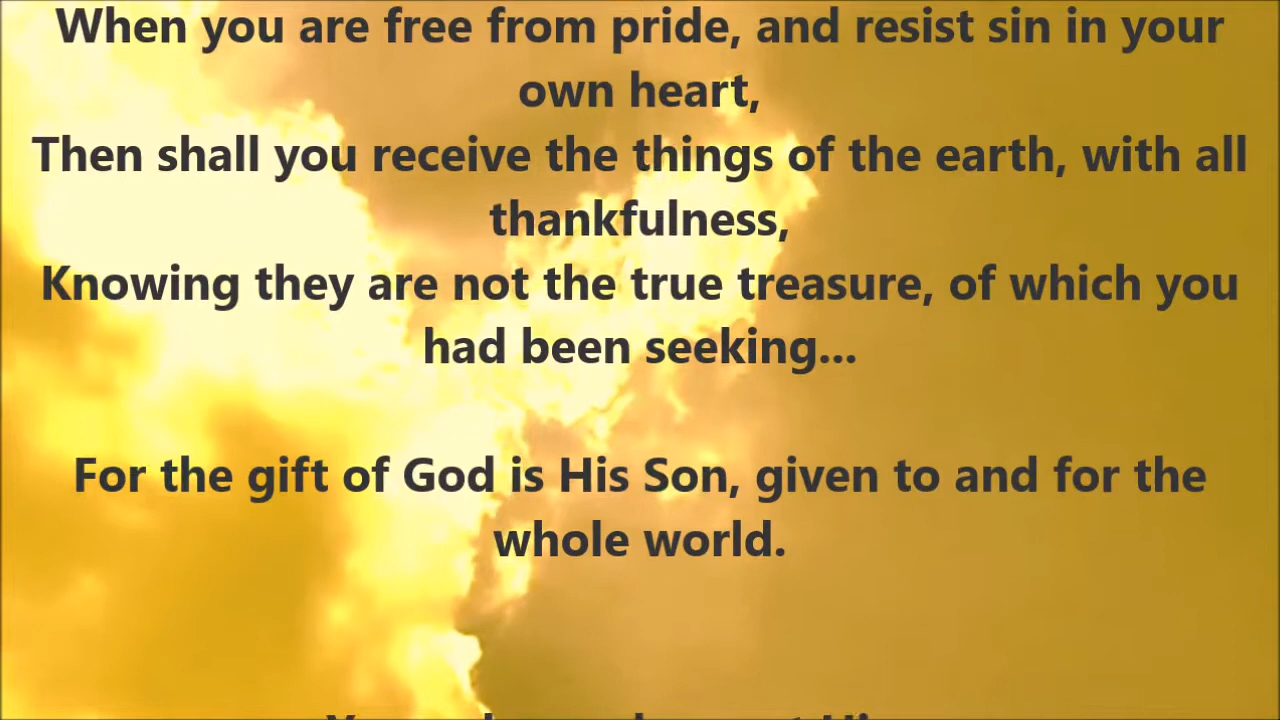 When you are free from pride, and resist sin in your
own heart,
Then shall you receive the things of the earth, with all
thankfulness,
Knowing they are not the true treasure, of which you
had been seeking...
For the gift of God is His Son, given to and for the
whole world.